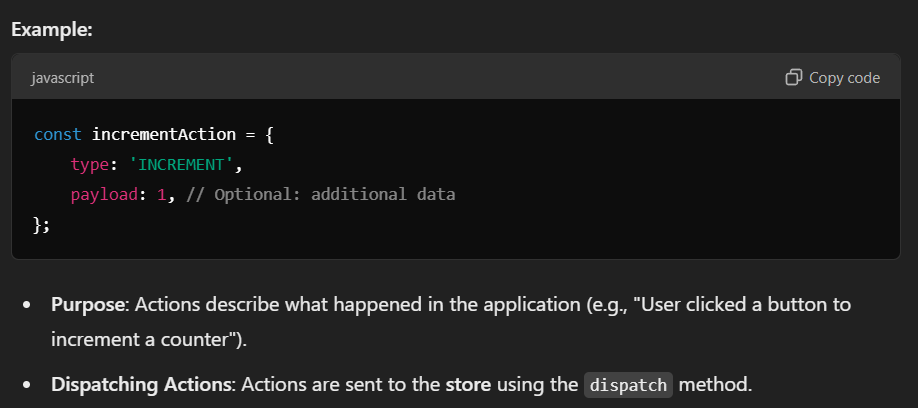 Example:
javascript
Copy code
const incrementAction = {
    type: 'INCREMENT',
    payload: 1, // Optional: additional data
};
• Purpose: Actions describe what happened in the application (e.g., "User clicked a button to
increment a counter").
• Dispatching Actions: Actions are sent to the store using the dispatch method.